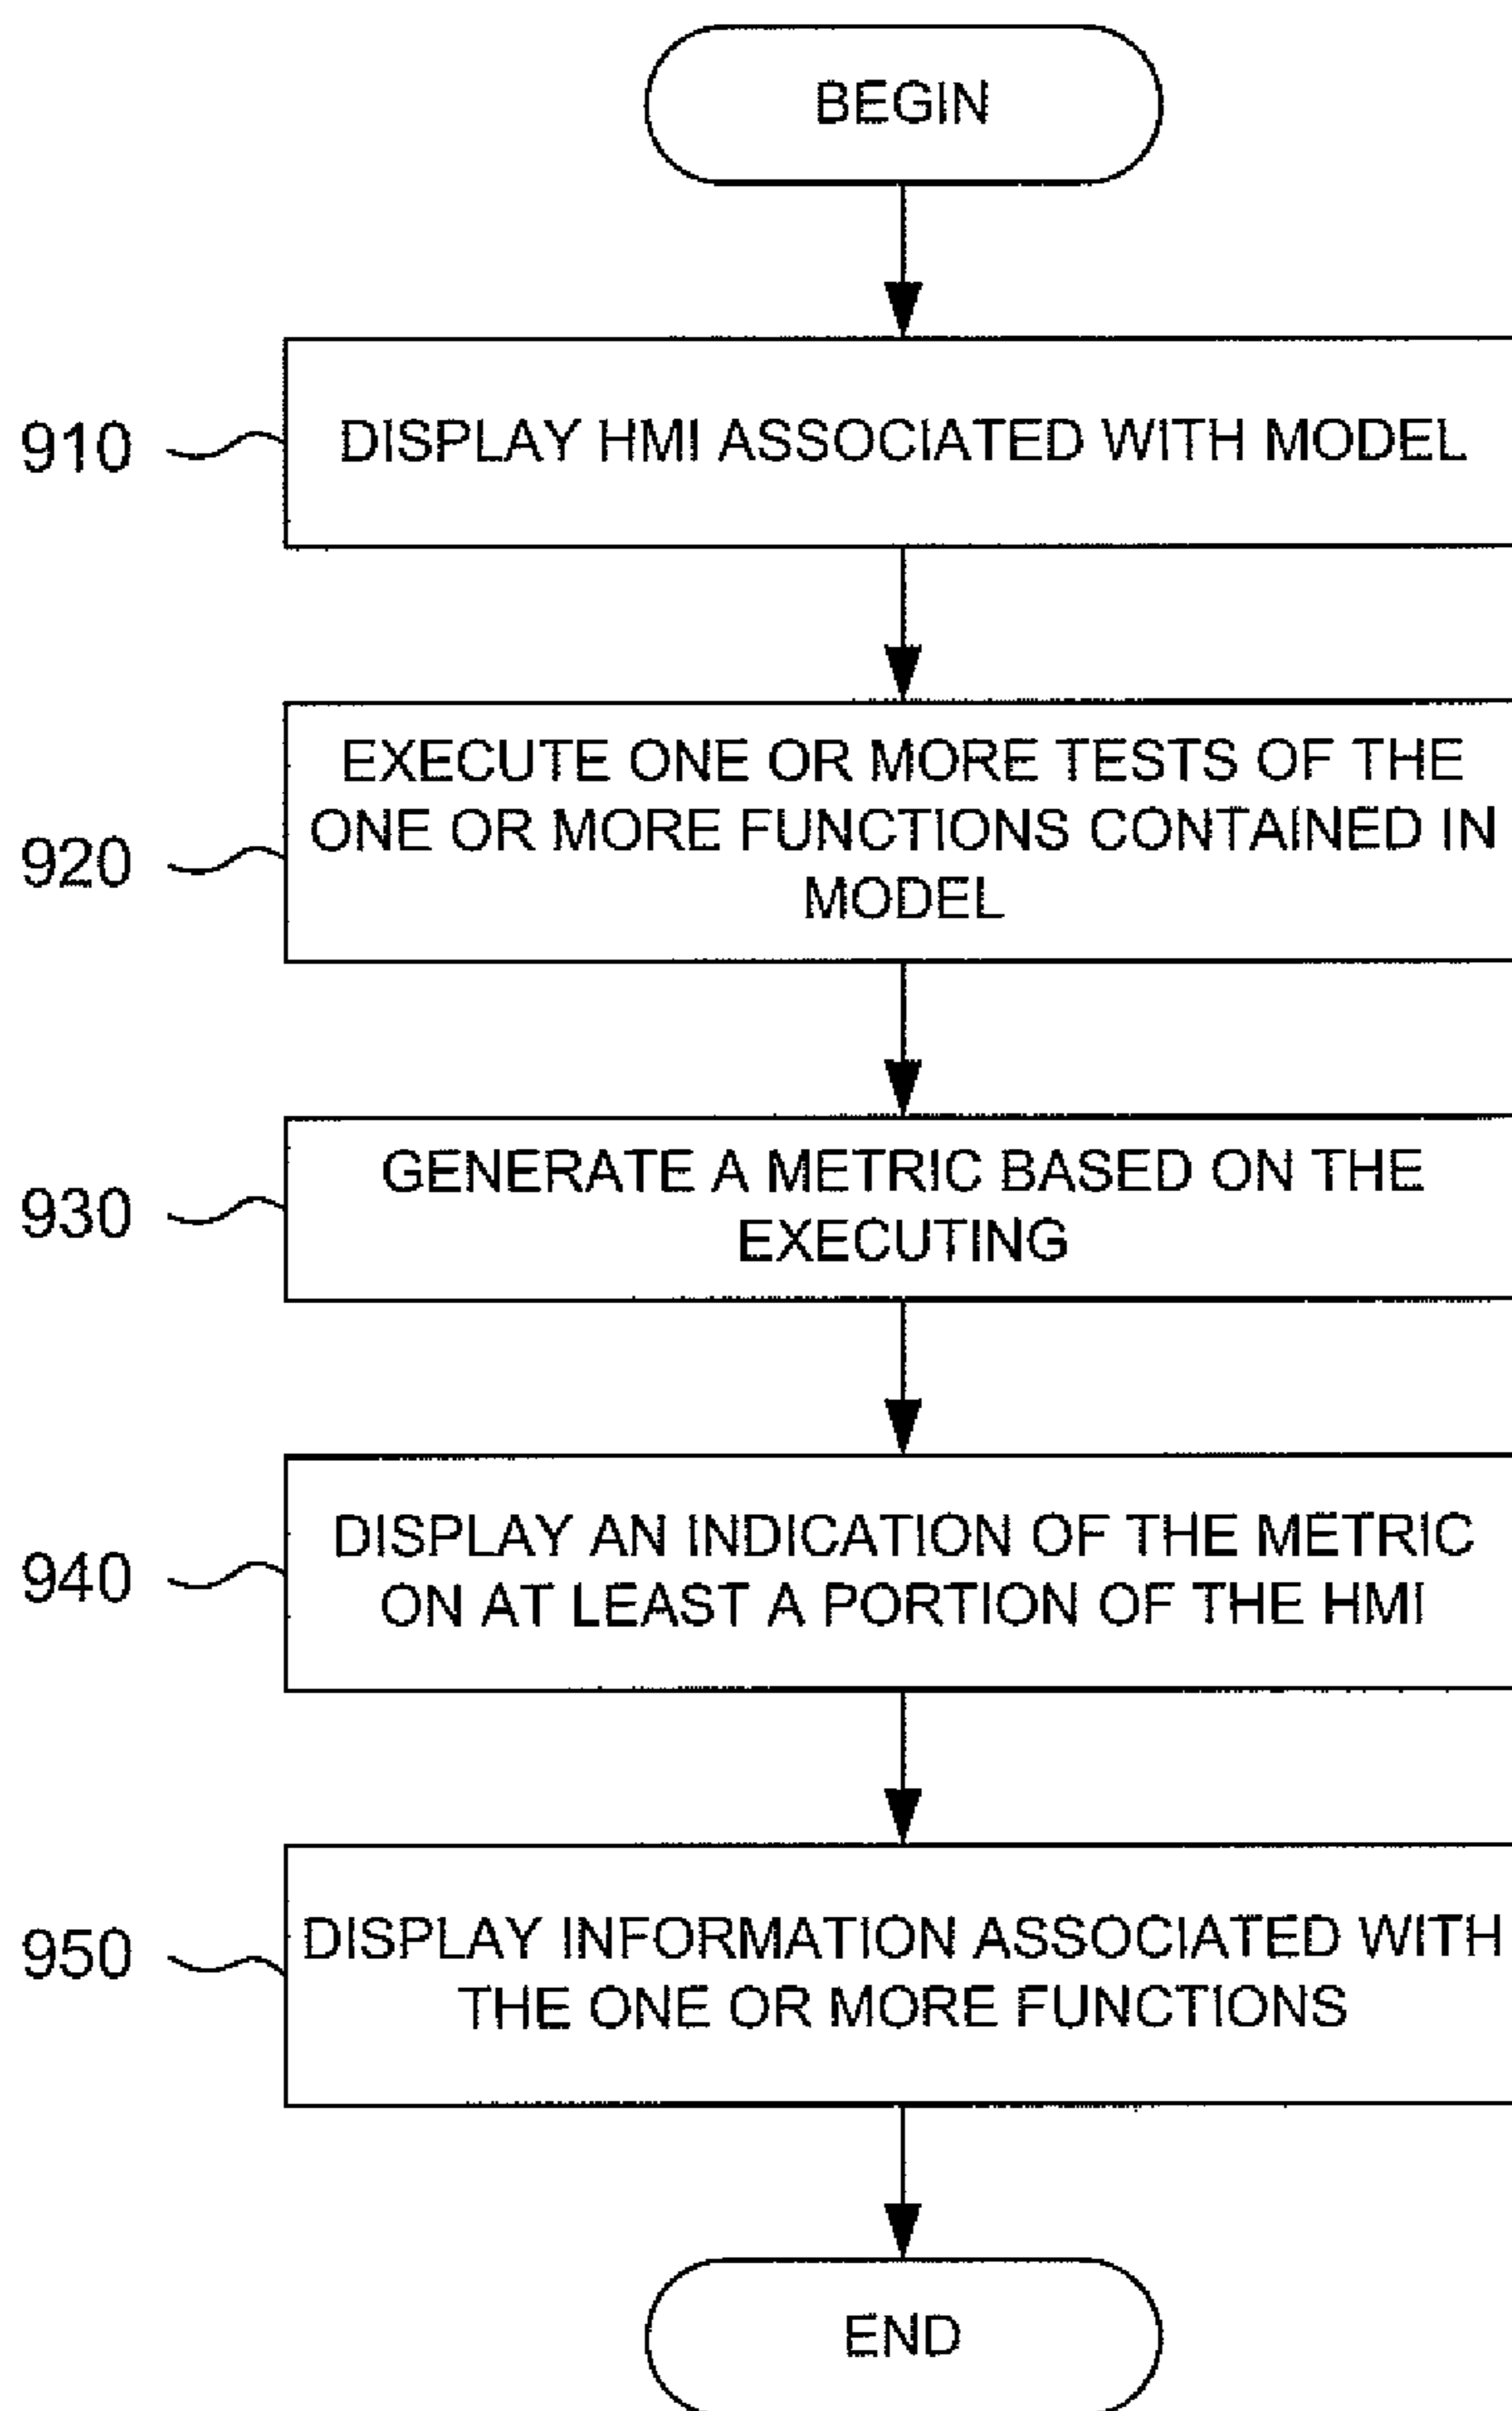 BEGIN
910
DISPLAY HMI ASSOCIATED WITH MODEL
920
EXECUTE ONE OR MORE TESTS OF THE
ONE OR MORE FUNCTIONS CONTAINED IN
MODEL
930
GENERATE A METRIC BASED ON THE
EXECUTING
940
DISPLAY AN INDICATION OF THE METRIC
ON AT LEAST A PORTION OF THE HMI
950
DISPLAY INFORMATION ASSOCIATED WITH
THE ONE OR MORE FUNCTIONS
END